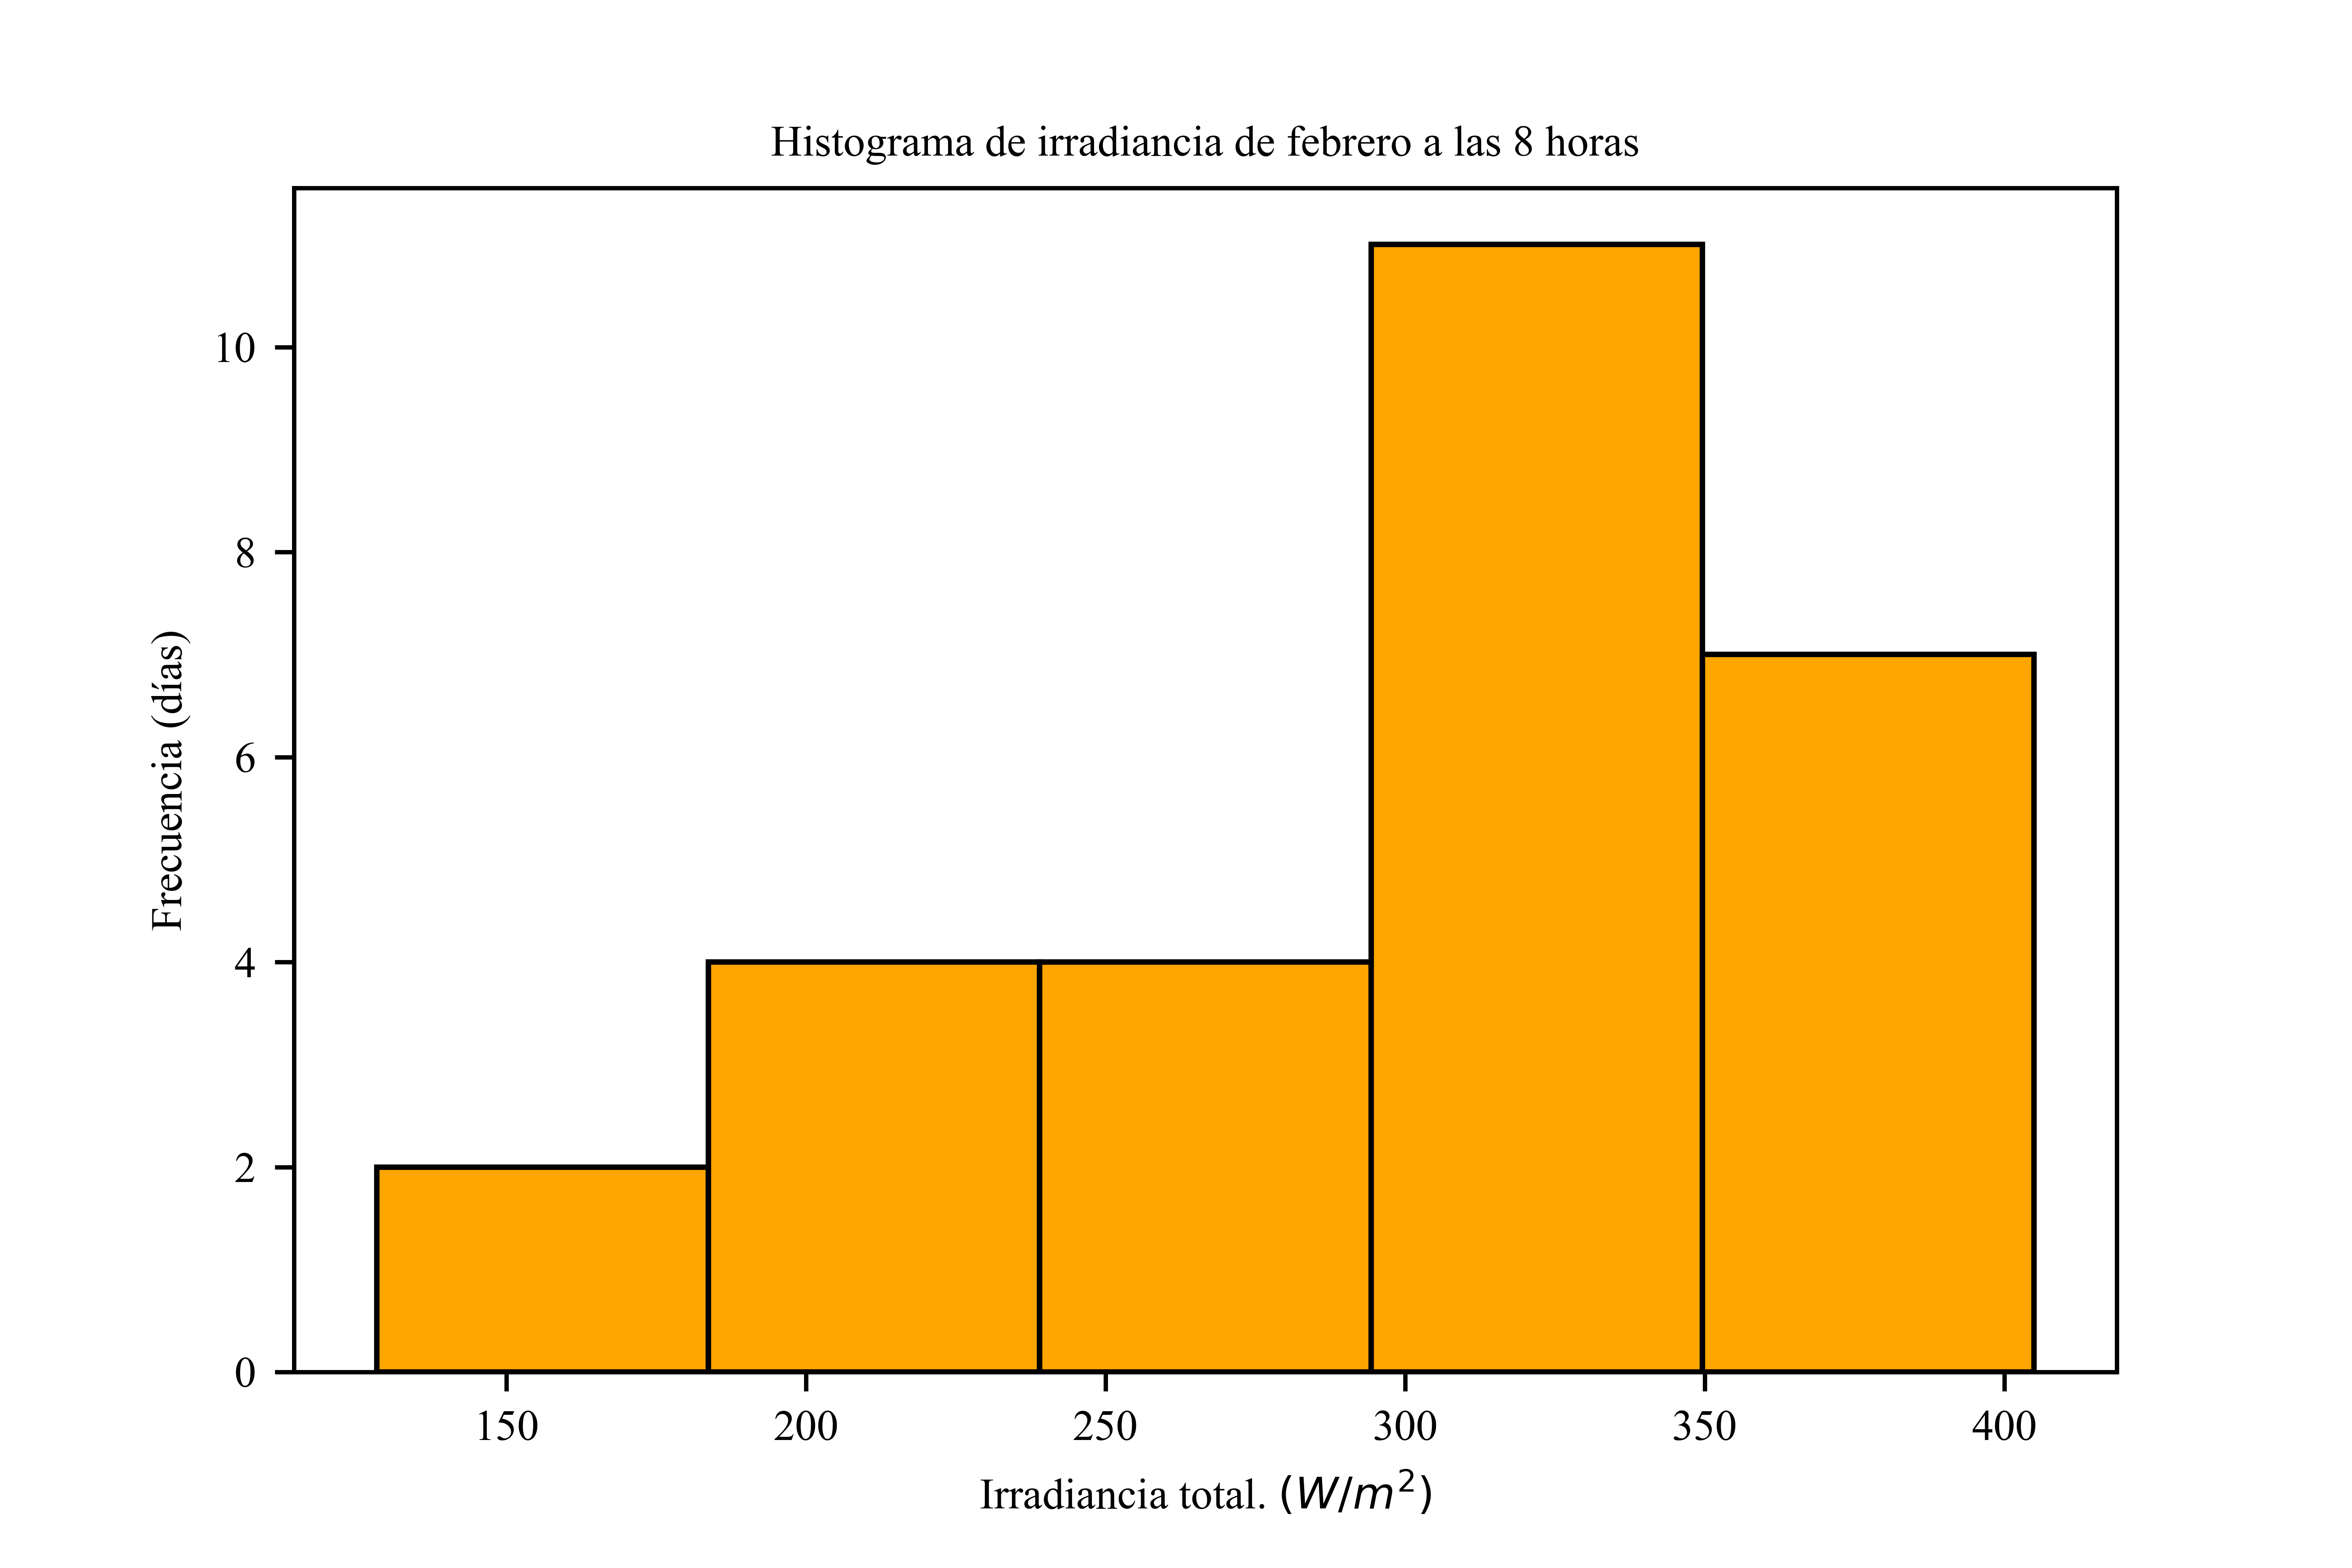 Histograma de irradiancia de febrero a las 8 horas
Frecuencia (días)
10
8
6
4
2
0
150 200 250 300 350 400
Irradiancia total. (W/m²)